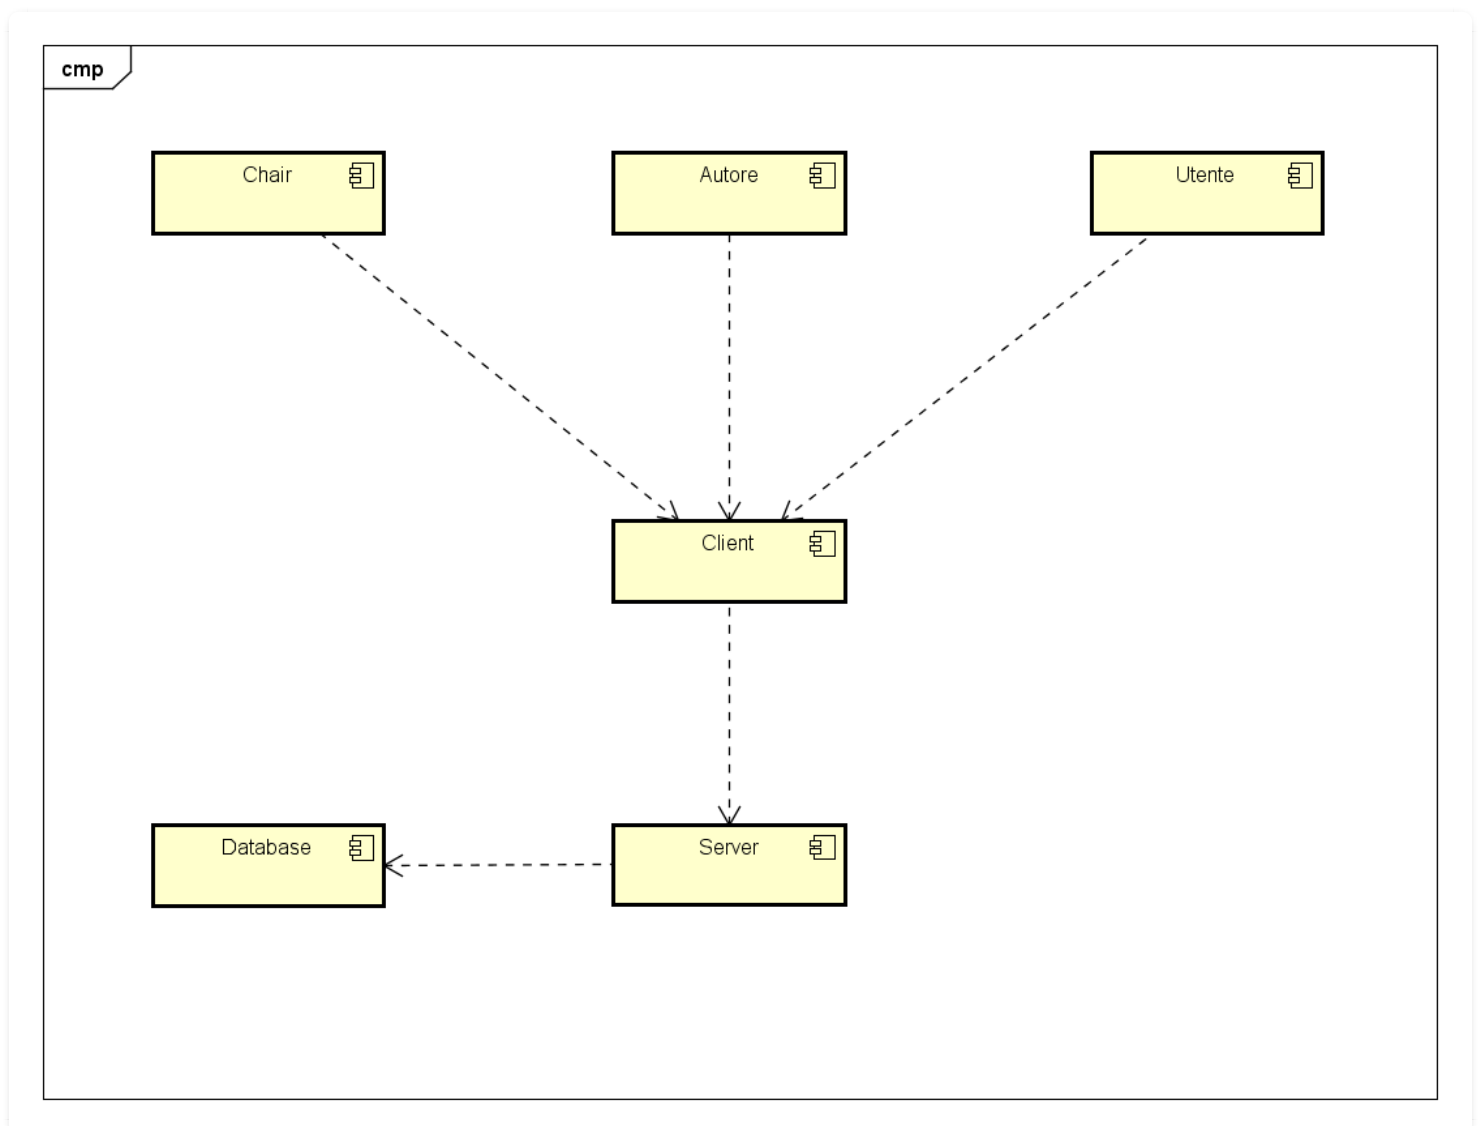 cmp
Chair
Autore
Utente
Client
Database
Server